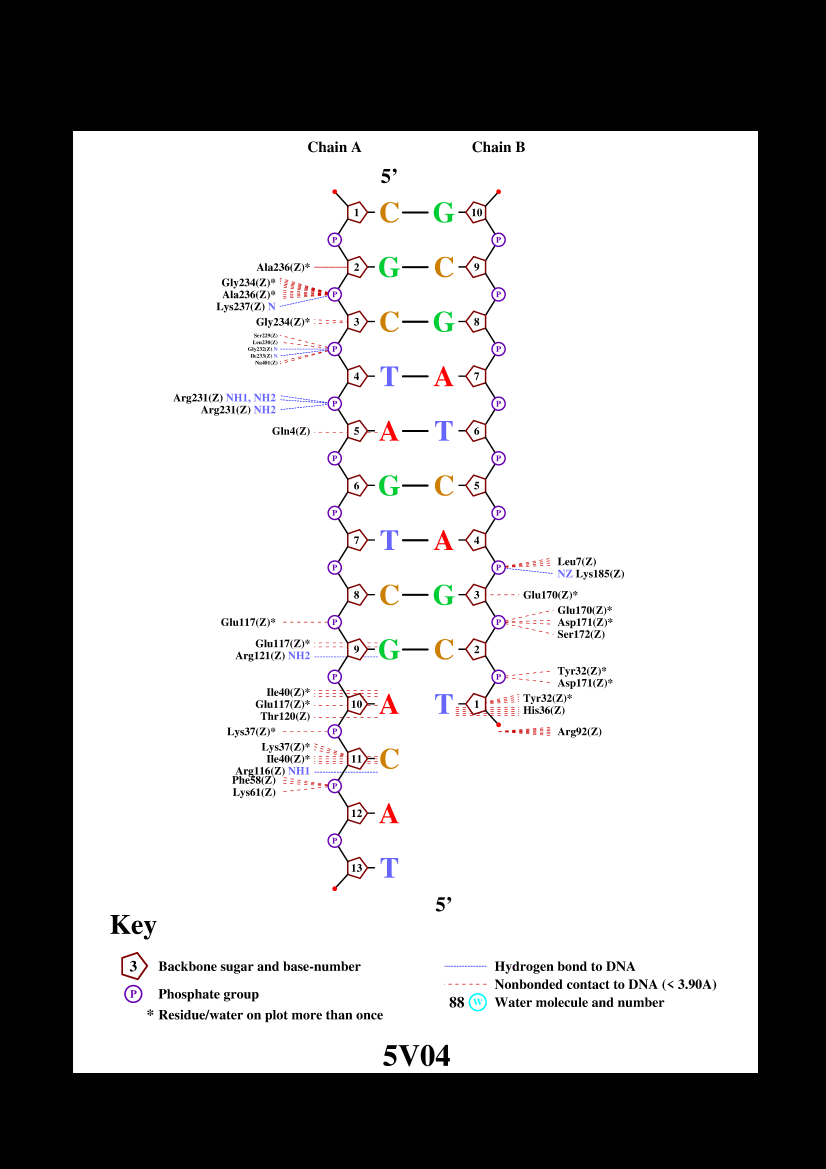 Chain A Chain B
5’
1 C G 10
P P
Ala236(Z)* 2 G C 9
Gly234(Z)*
Ala236(Z)* P P
Lys237(Z) N
Gly234(Z)* 3 C G 8
Ser229(Z)
Leu230(Z)
Gly232(Z) N P P
Ile233(Z) N
Na401(Z)
4 T A 7
Arg231(Z) NH1, NH2
P P
Arg231(Z) NH2
Gln4(Z) 5 A T 6
P P
6 G C 5
P P
7 T A 4
Leu7(Z)
P P
NZ Lys185(Z)
8 C G 3 Glu170(Z)*
Glu170(Z)*
Glu117(Z)* P P Asp171(Z)*
Ser172(Z)
Glu117(Z)*
9 G C 2
Arg121(Z) NH2
Tyr32(Z)*
P P
Asp171(Z)*
Ile40(Z)* Tyr32(Z)*
Glu117(Z)* 10 A T 1
His36(Z)
Thr120(Z)
Lys37(Z)* P Arg92(Z)
Lys37(Z)*
Ile40(Z)* 11 C
Arg116(Z) NH1
Phe58(Z)
P
Lys61(Z)
12 A
P
13 T
5’
Key
3 Backbone sugar and base-number
Hydrogen bond to DNA
Nonbonded contact to DNA (< 3.90A)
P Phosphate group
88 W Water molecule and number
* Residue/water on plot more than once
5V04